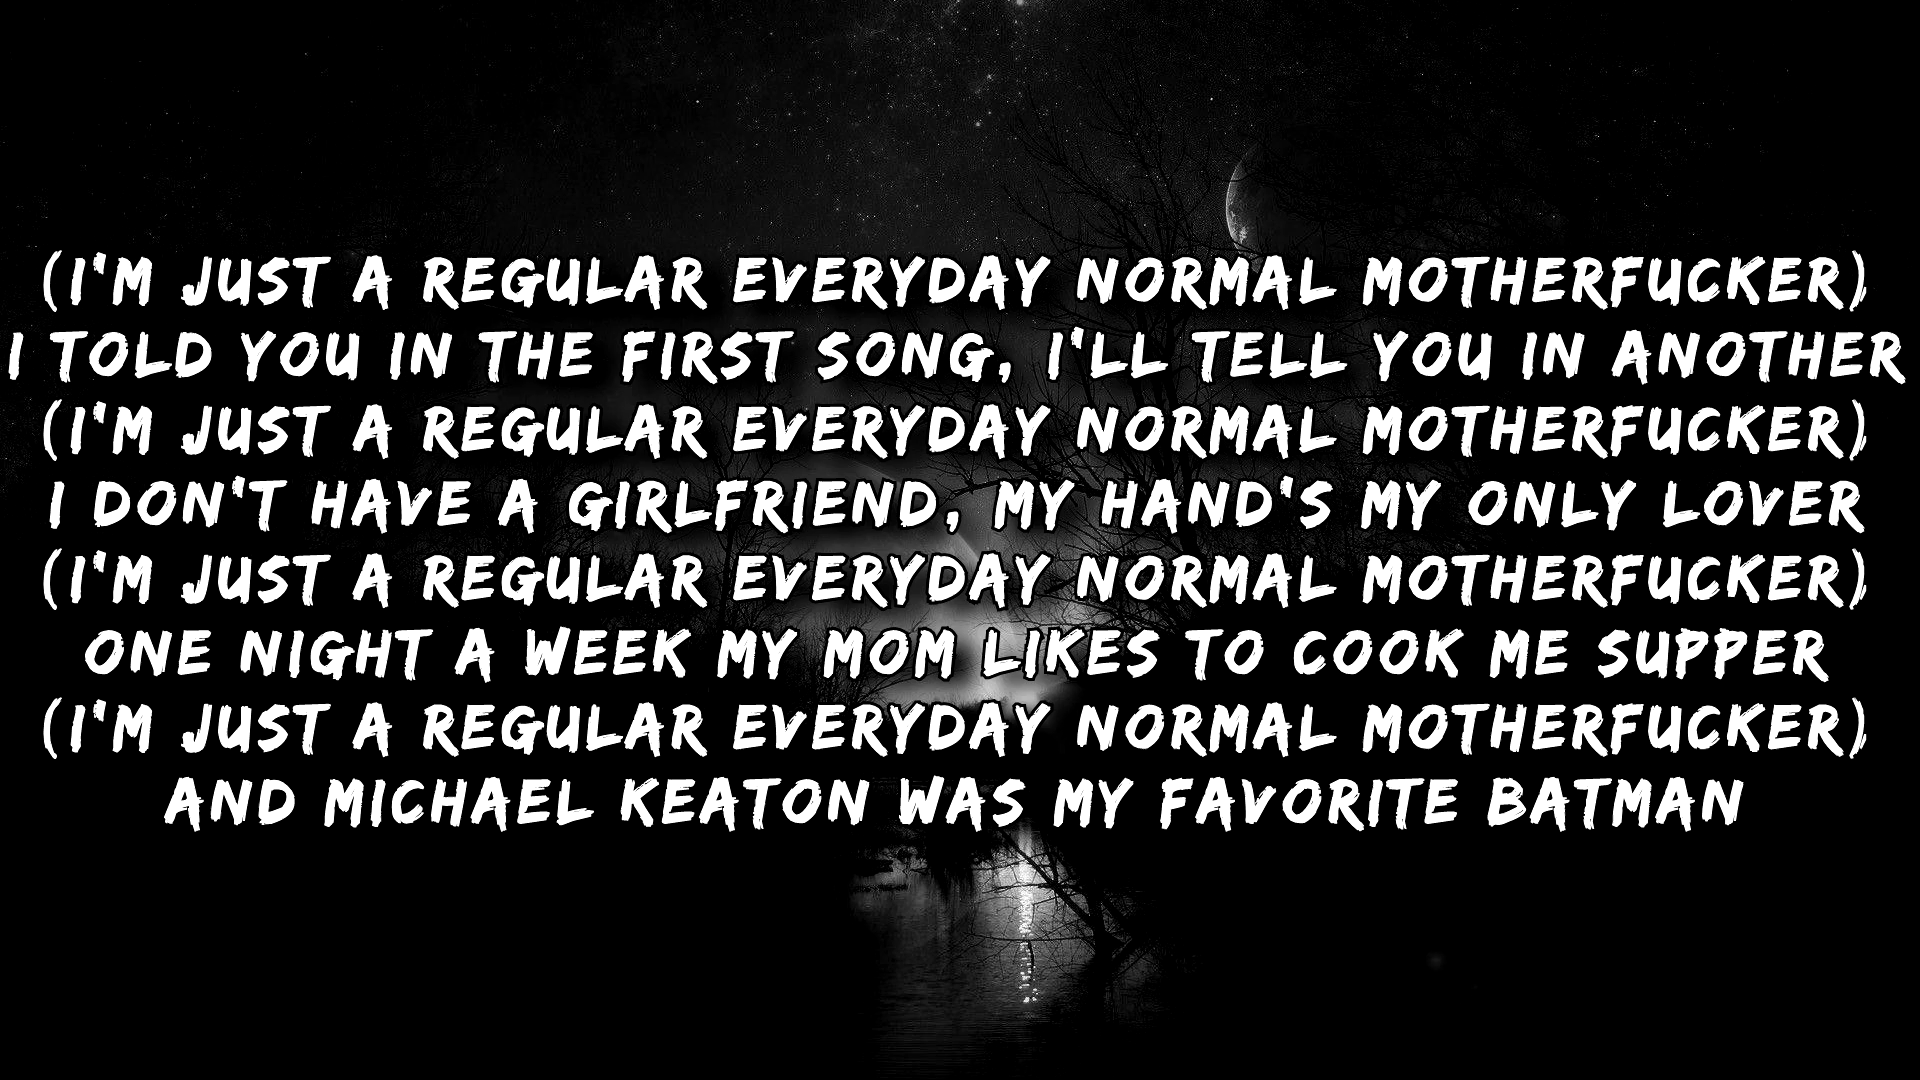 (I'M JUST A REGULAR EVERYDAY NORMAL MOTHERFUCKER)
I TOLD YOU IN THE FIRST SONG, I'LL TELL YOU IN ANOTHER
(I'M JUST A REGULAR EVERYDAY NORMAL MOTHERFUCKER)
I DON'T HAVE A GIRLFRIEND, MY HAND'S MY ONLY LOVER
(I'M JUST A REGULAR EVERYDAY NORMAL MOTHERFUCKER)
ONE NIGHT A WEEK MY MOM LIKES TO COOK ME SUPPER
(I'M JUST A REGULAR EVERYDAY NORMAL MOTHERFUCKER)
AND MICHAEL KEATON WAS MY FAVORITE BATMAN